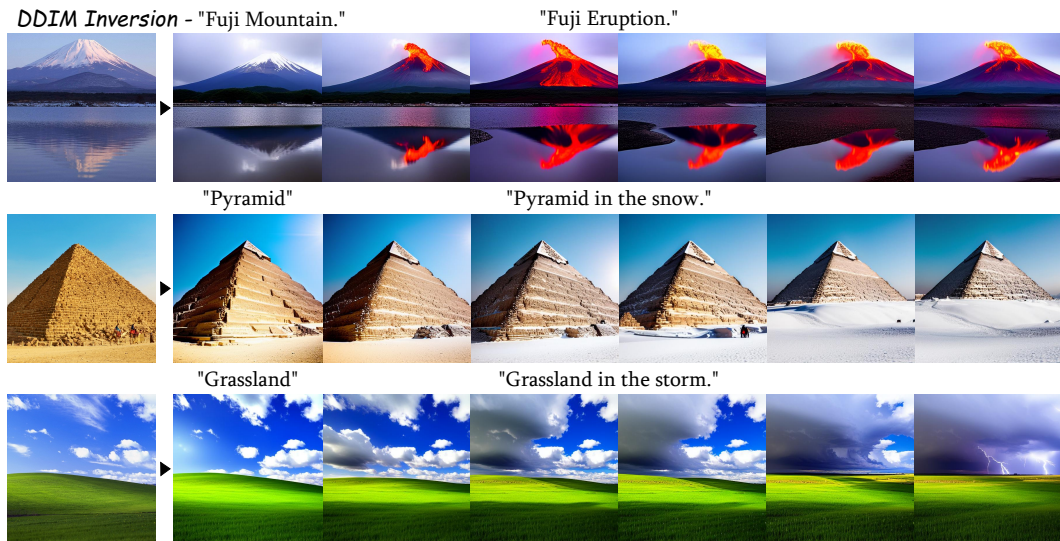 DDIM Inversion - "Fuji Mountain." "Fuji Eruption."
"Pyramid" "Pyramid in the snow."
"Grassland" "Grassland in the storm."